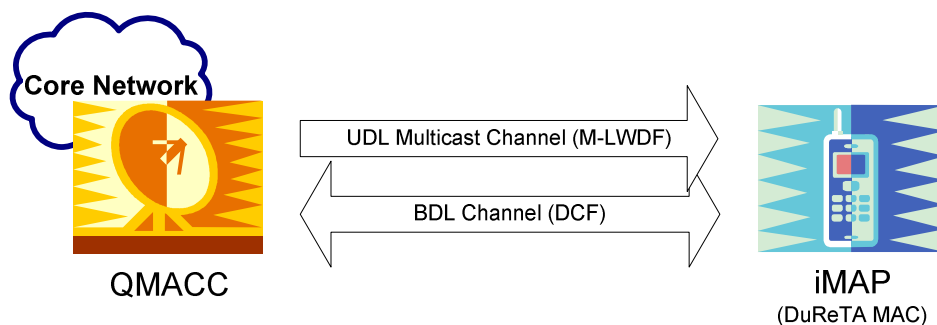 Core Network
UDL Multicast Channel (M-LWDF)
BDL Channel (DCF)
QMACC
iMAP
(DuReTA MAC)